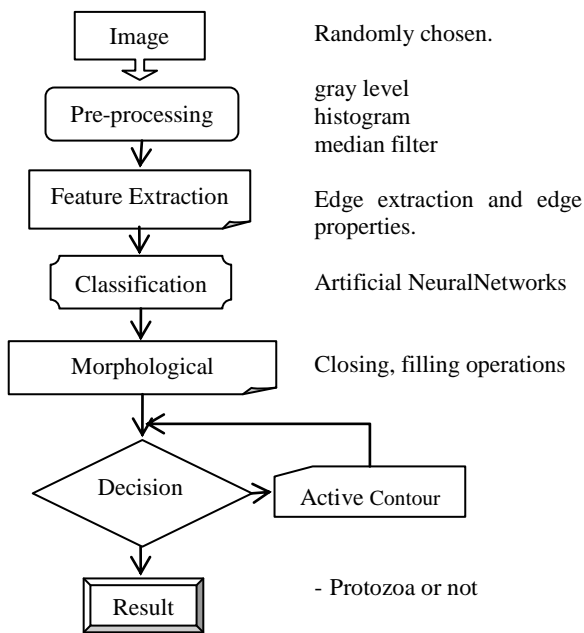 Image
Randomly chosen.
Pre-processing
gray level
histogram
median filter
Feature Extraction
Edge extraction and edge
properties.
Classification
Artificial NeuralNetworks
Morphological
Closing, filling operations
Decision
Active Contour
Result
- Protozoa or not